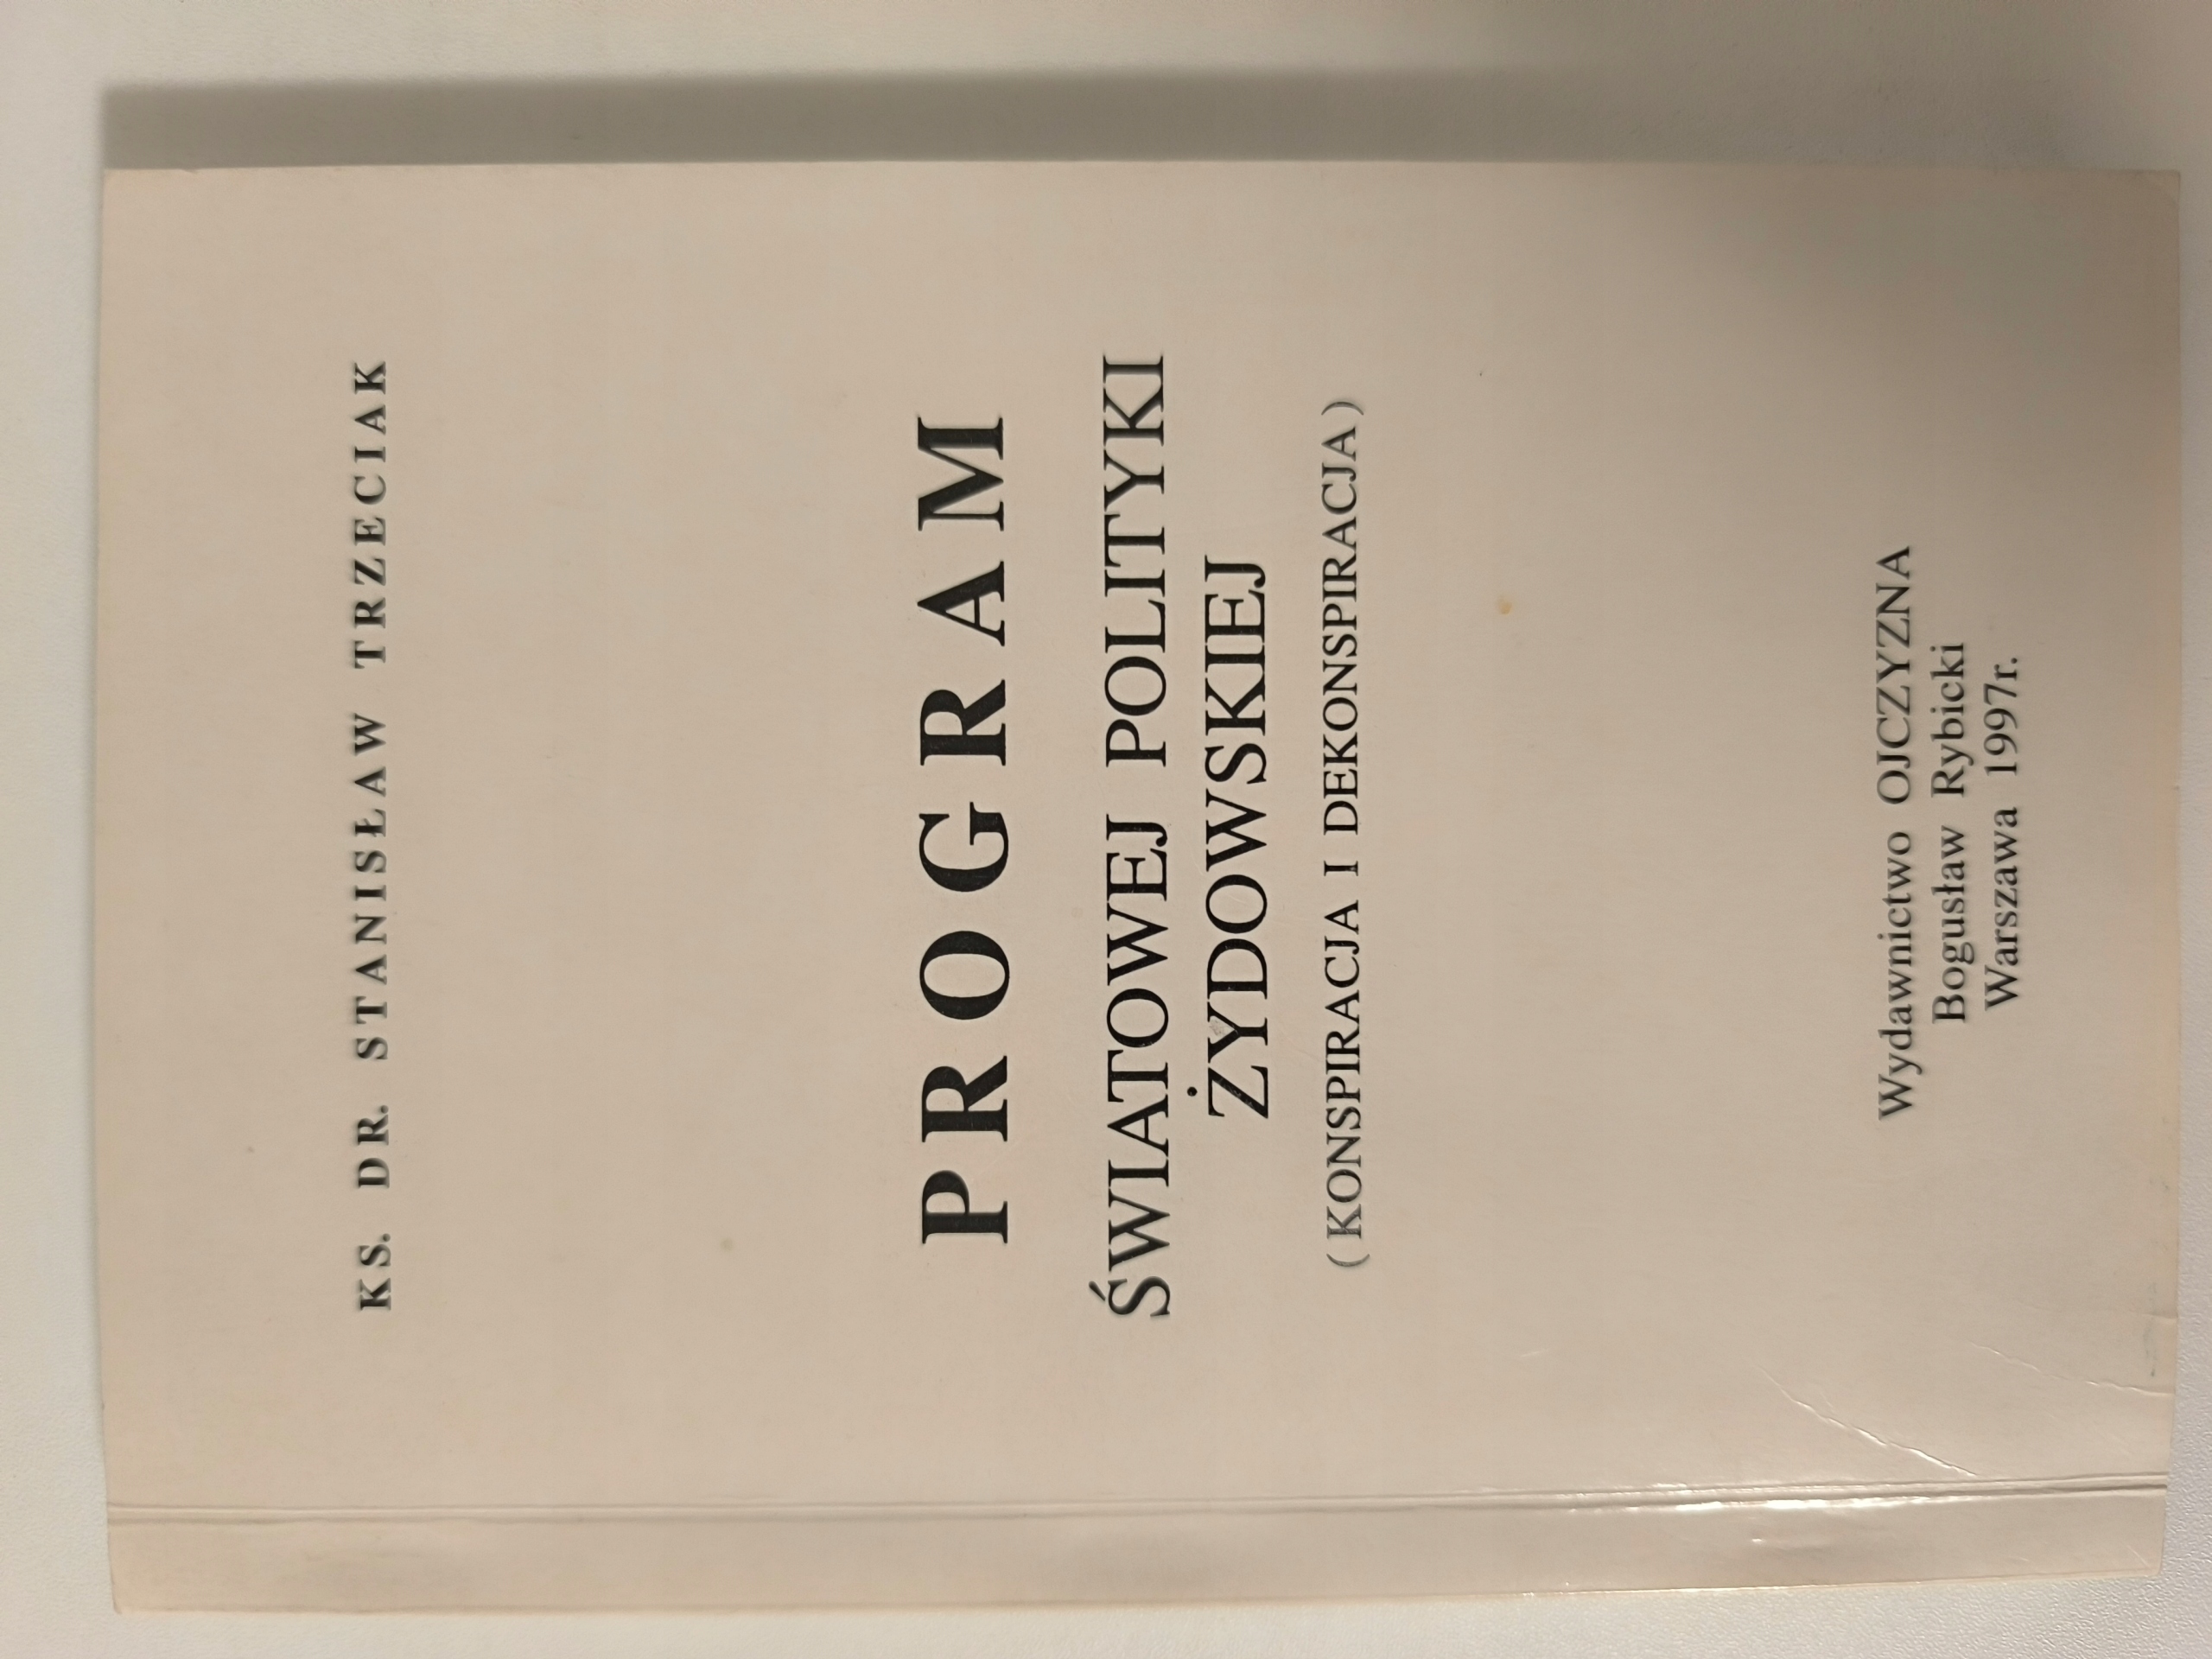 KS. DR. STANISŁAW TRZECIAK
PROGRAM
ŚWIATOWEJ POLITYKI
ŻYDOWSKIEJ
(KONSPIRACJA I DEKONSPIRACJA)
Wydawnictwo OJCZYZNA
Bogusław Rybicki
Warszawa 1997r.